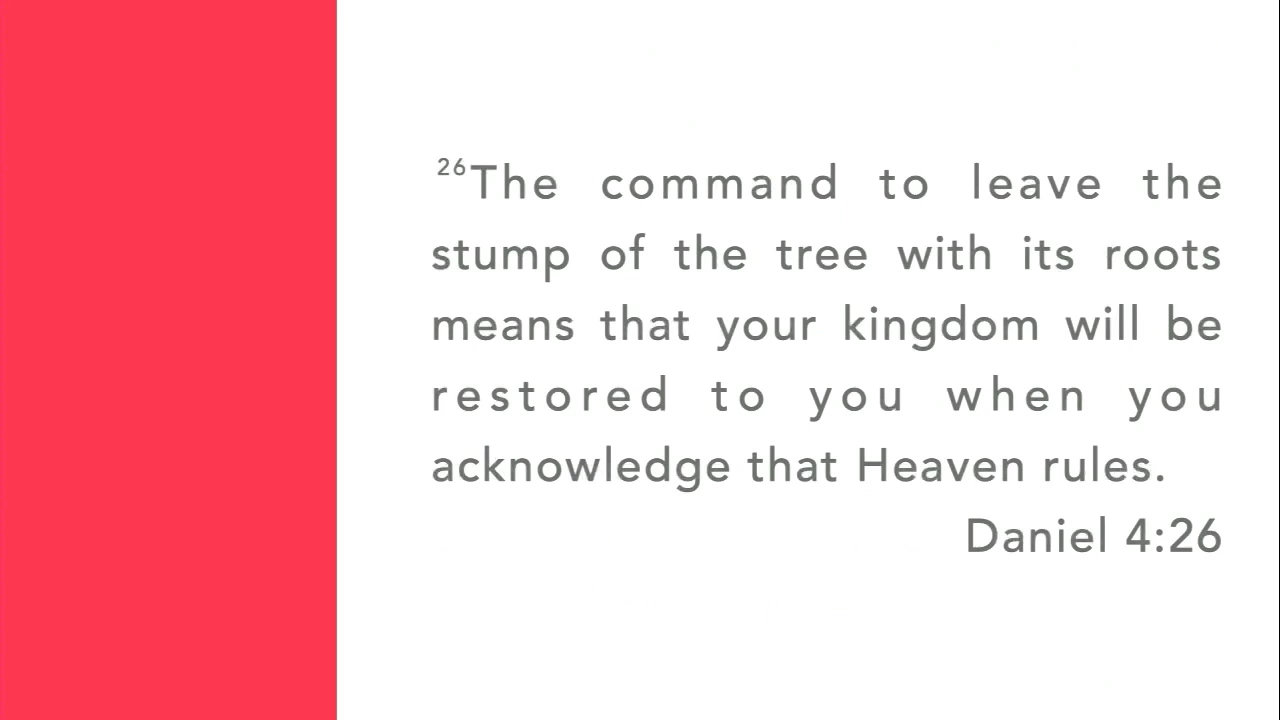 26The command to leave the
stump of the tree with its roots
means that your kingdom will be
restored to you when you
acknowledge that Heaven rules.
Daniel 4:26